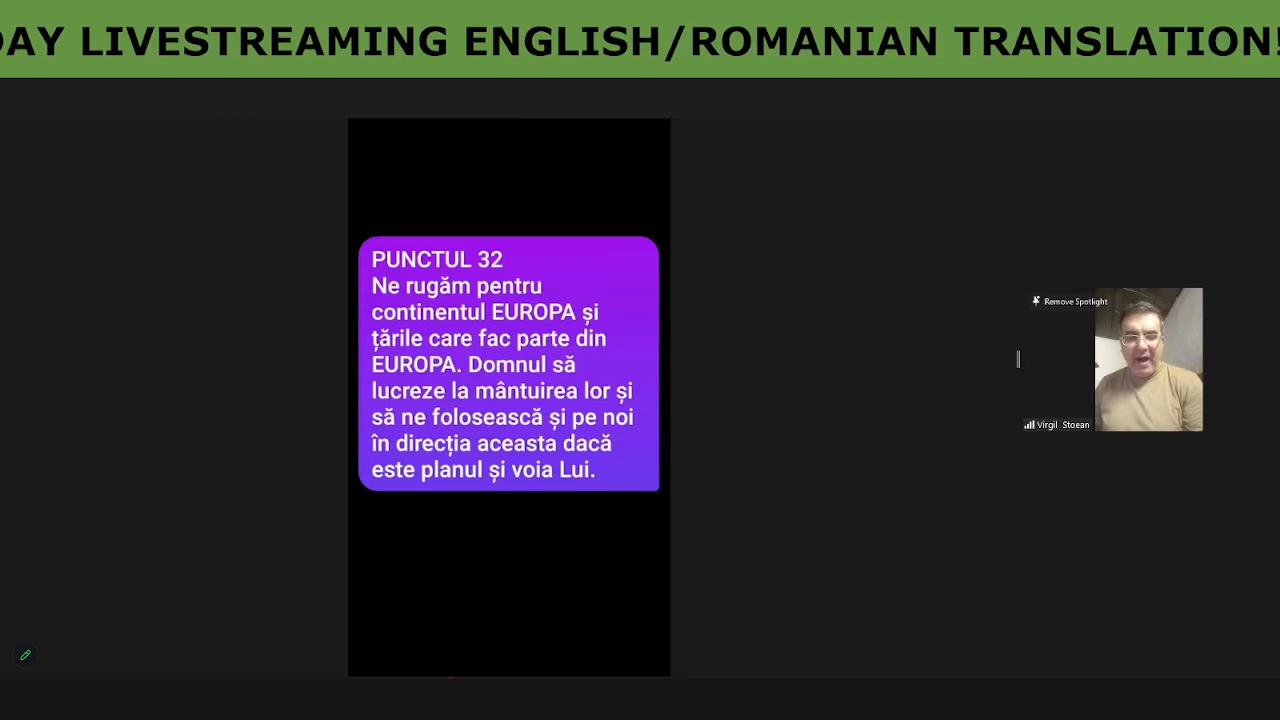 DAY LIVESTREAMING ENGLISH/ROMANIAN TRANSLATION!
PUNCTUL 32
Ne rugăm pentru
continentul EUROPA și
țările care fac parte din
EUROPA. Domnul să
lucreze la mântuirea lor și
să ne folosească și pe noi
în direcția aceasta dacă
este planul și voia Lui.
Remove Spotlight
Virgil Stoean